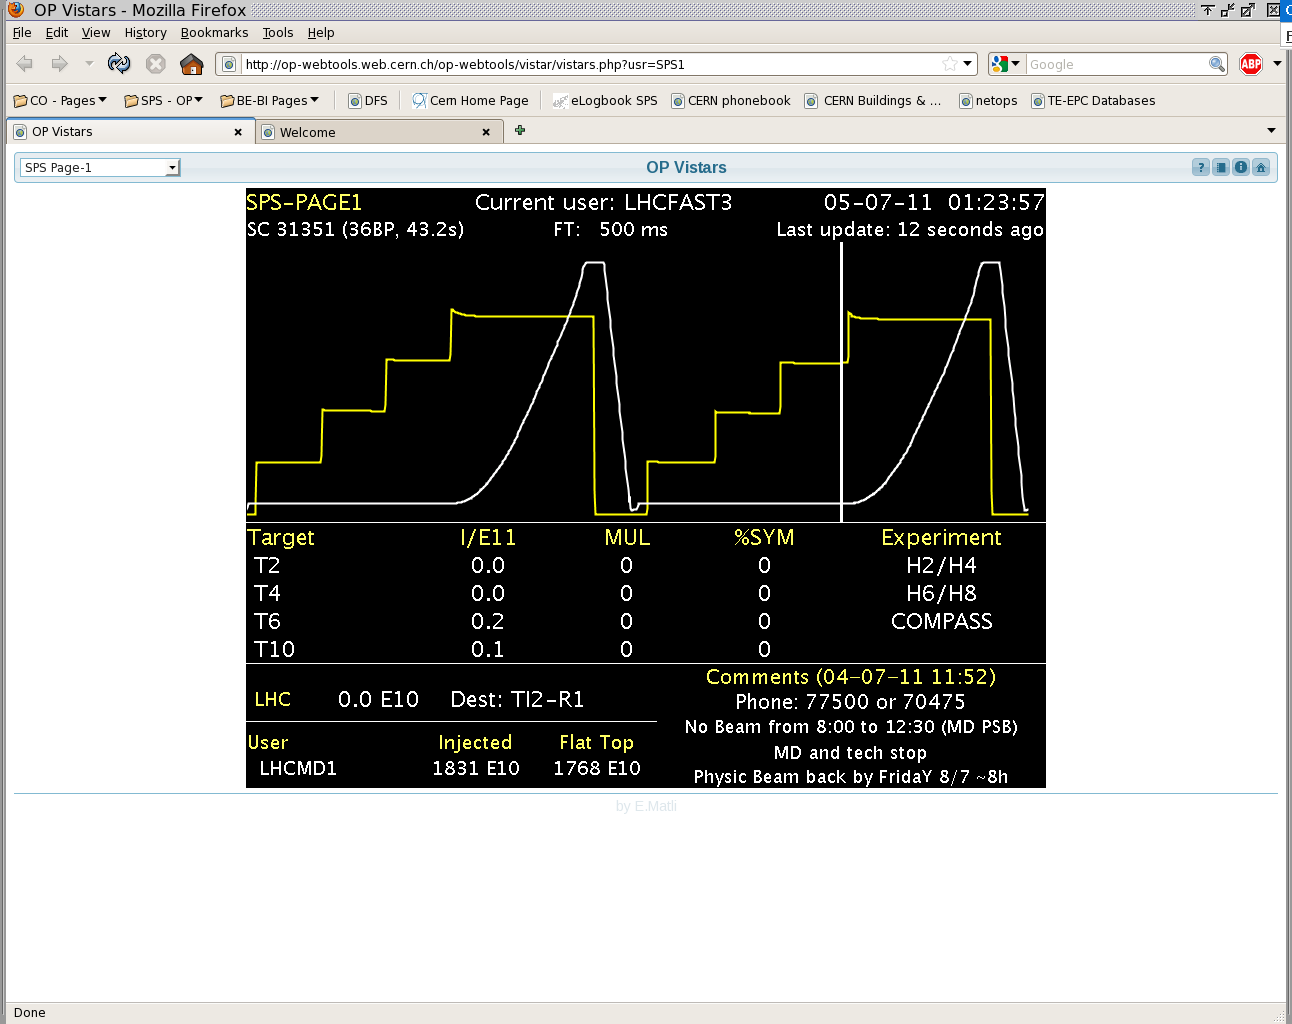 OP Vistars - Mozilla Firefox
File Edit View History Bookmarks Tools Help
http://op-webtools.web.cern.ch/op-webtools/vistar/vistars.php?usr=SPS1 Google ABP
CO - Pages SPS - OP BE-BI Pages DFS Cern Home Page eLogbook SPS CERN phonebook CERN Buildings & ... netops TE-EPC Databases
OP Vistars Welcome
SPS Page-1 OP Vistars
SPS-PAGE1 Current user: LHCFAST3 05-07-11 01:23:57
SC 31351 (36BP, 43.2s) FT: 500 ms Last update: 12 seconds ago
Target I/E11 MUL %SYM Experiment
T2 0.0 0 0 H2/H4
T4 0.0 0 0 H6/H8
T6 0.2 0 0 COMPASS
T10 0.1 0 0
LHC 0.0 E10 Dest: TI2-R1
User Injected Flat Top
LHCMD1 1831 E10 1768 E10
Comments (04-07-11 11:52)
Phone: 77500 or 70475
No Beam from 8:00 to 12:30 (MD PSB)
MD and tech stop
Physic Beam back by FridaY 8/7 ~8h
by E.Matli
Done